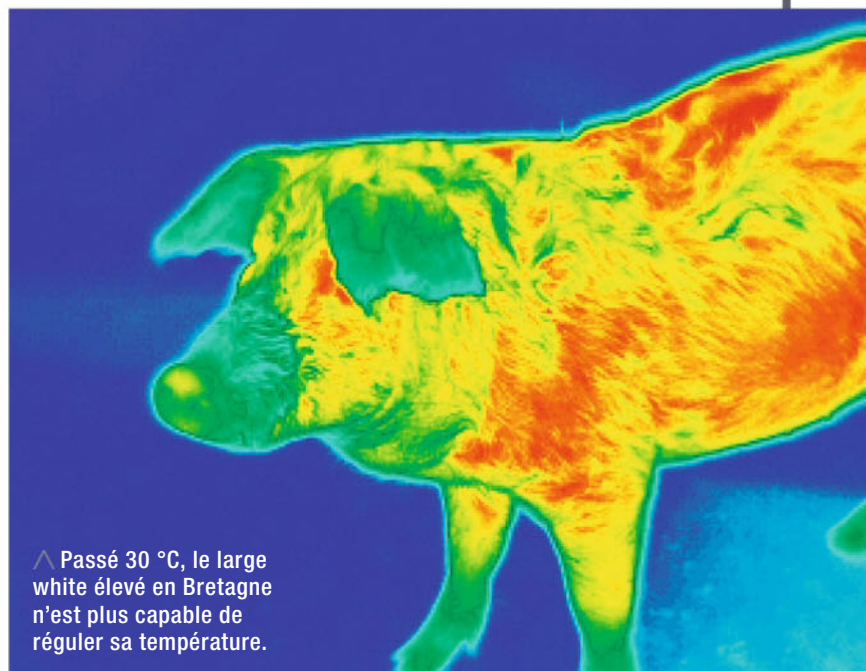 Passé 30 °C, le large
white élevé en Bretagne
n’est plus capable de
réguler sa température.